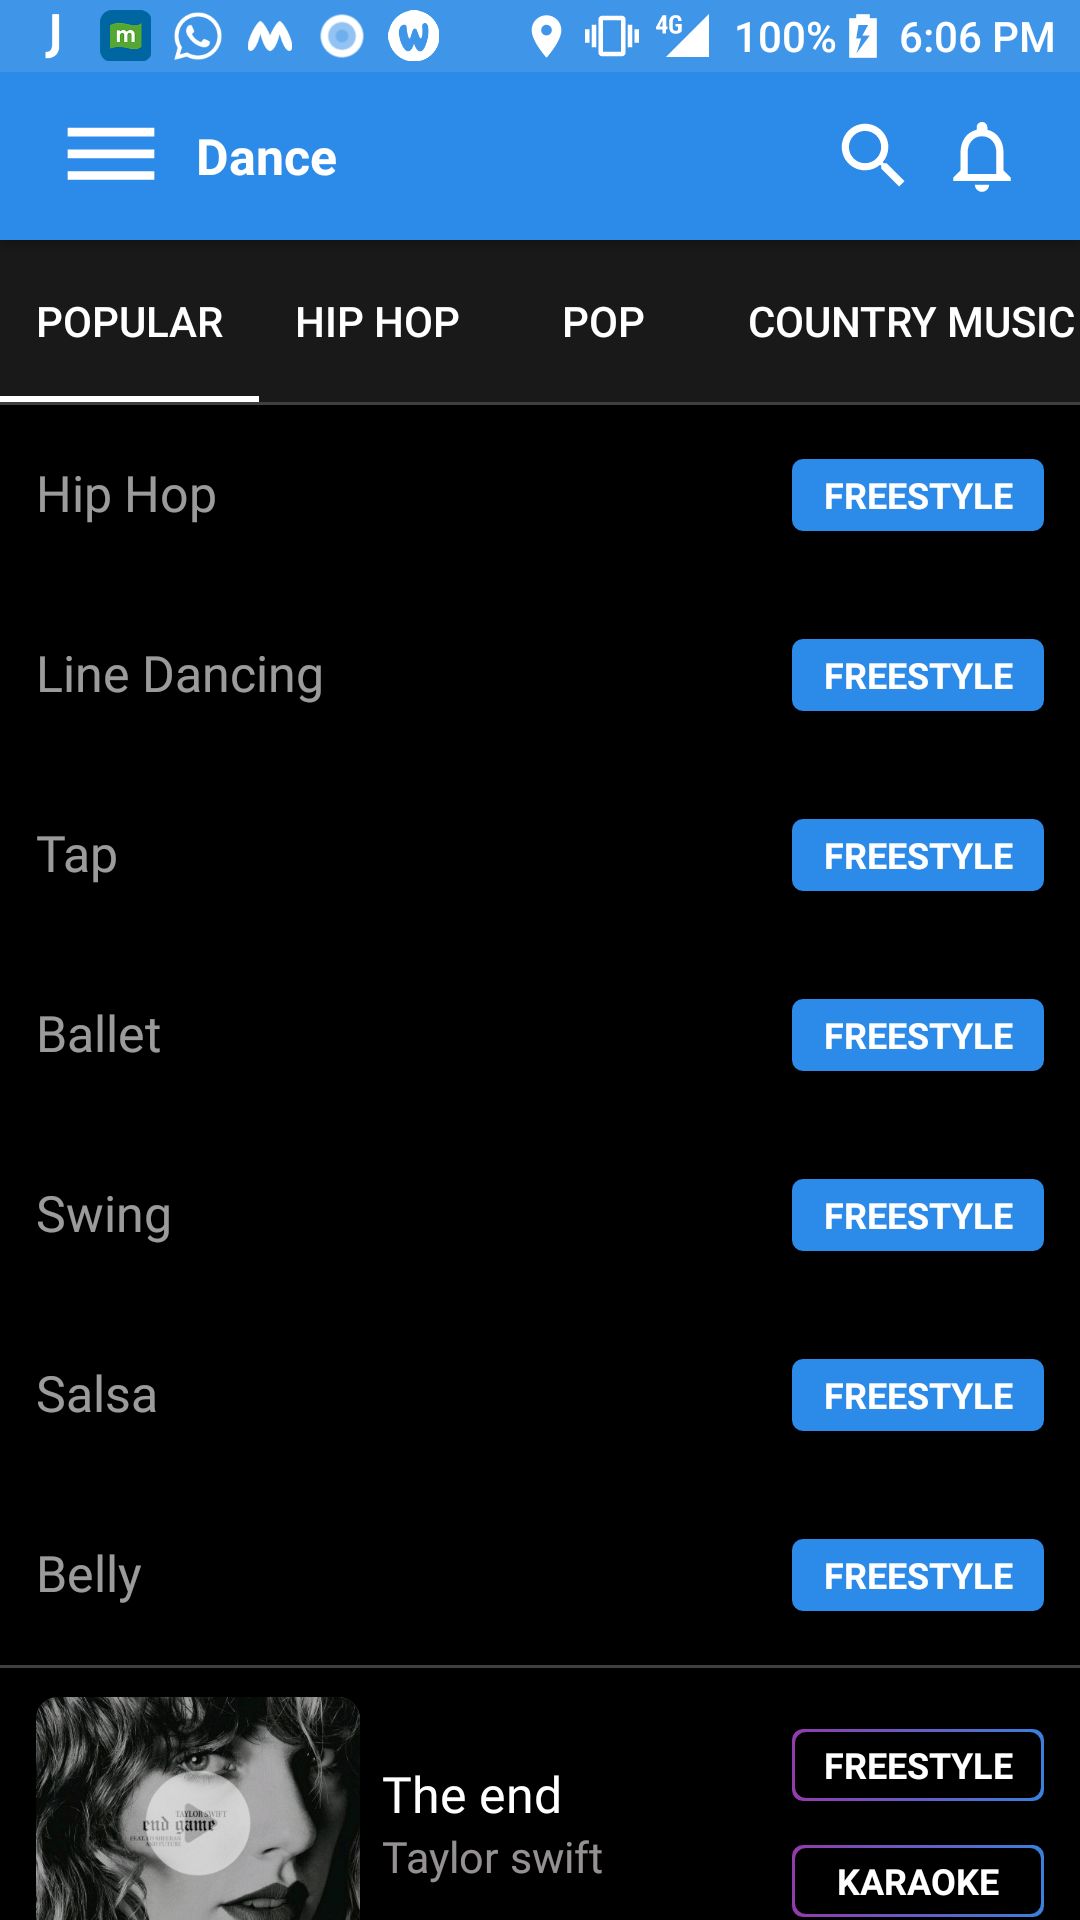 4G 100% 6:06 PM
Dance
POPULAR HIP HOP POP COUNTRY MUSIC
Hip Hop FREESTYLE
Line Dancing FREESTYLE
Tap FREESTYLE
Ballet FREESTYLE
Swing FREESTYLE
Salsa FREESTYLE
Belly FREESTYLE
TAYLOR SWIFT
end game
The end
Taylor swift
FREESTYLE
KARAOKE